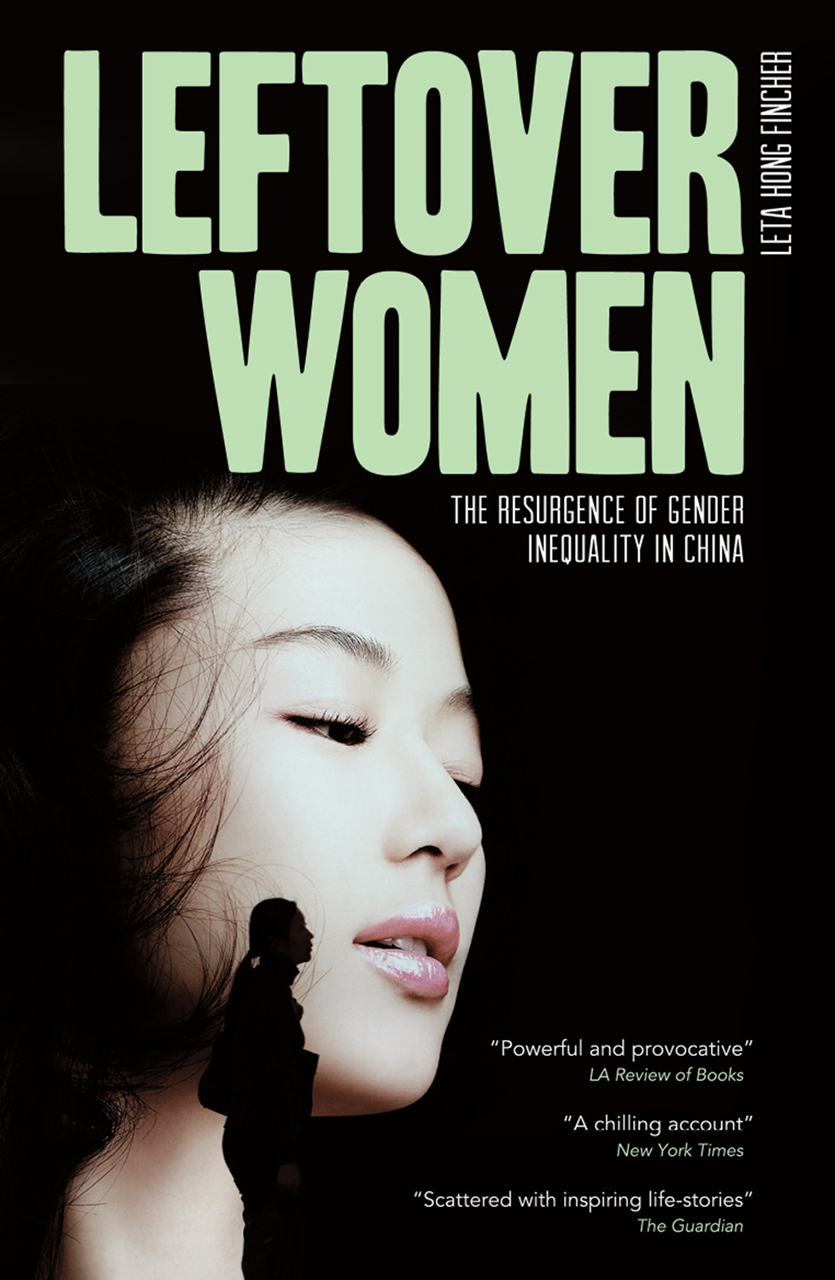 LEFTOVER
WOMEN
LETA HONG FINCHER
THE RESURGENCE OF GENDER
INEQUALITY IN CHINA
“Powerful and provocative”
LA Review of Books
“A chilling account”
New York Times
“Scattered with inspiring life-stories”
The Guardian